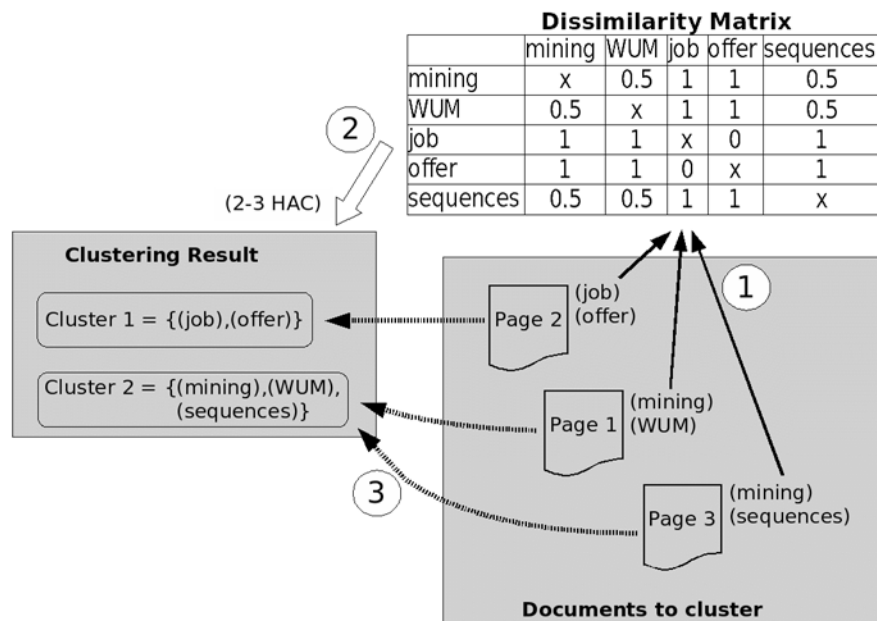 Dissimilarity Matrix
mining WUM job offer sequences
mining x 0.5 1 1 0.5
WUM 0.5 x 1 1 0.5
job 1 1 x 0 1
offer 1 1 0 x 1
sequences 0.5 0.5 1 1 x
2
(2-3 HAC)
Clustering Result
Cluster 1 = {(job),(offer)}
Cluster 2 = {(mining),(WUM),
(sequences)}
1
Page 2
(job)
(offer)
Page 1
(mining)
(WUM)
3
Page 3
(mining)
(sequences)
Documents to cluster